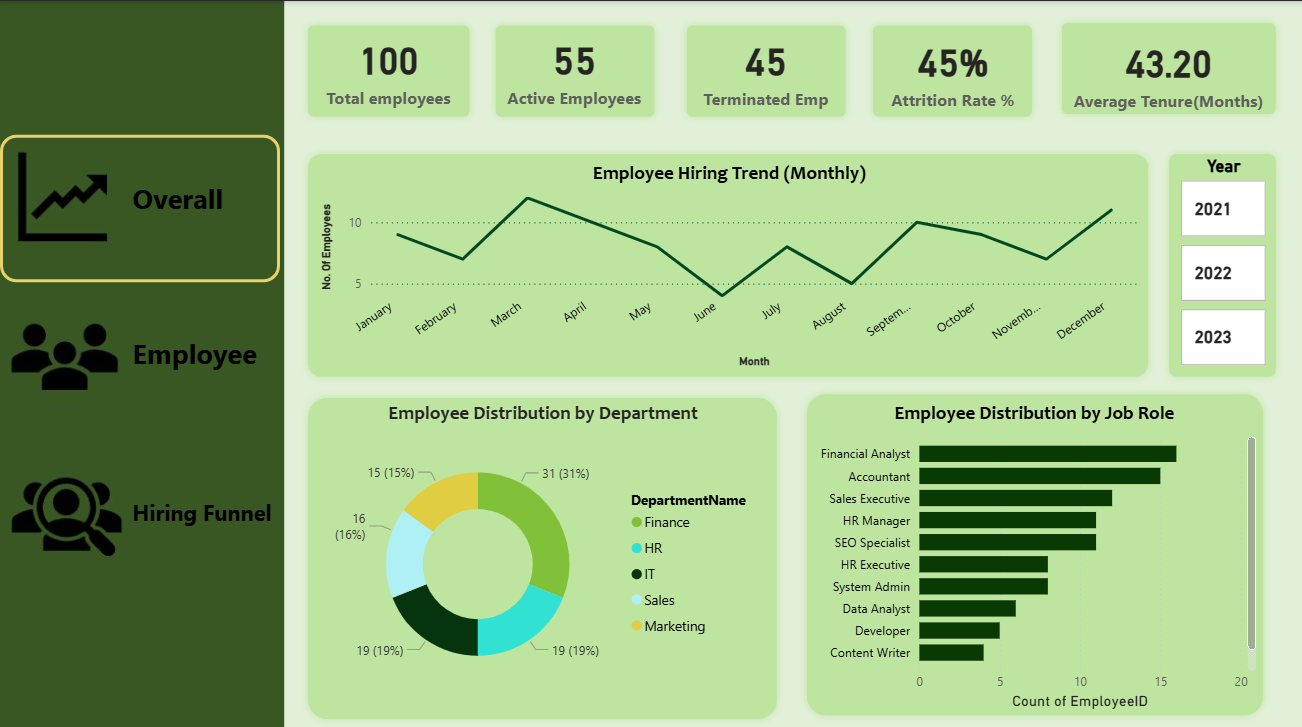 100
Total employees
55
Active Employees
45
Terminated Emp
45%
Attrition Rate %
43.20
Average Tenure(Months)
Overall
Employee
Hiring Funnel
Employee Hiring Trend (Monthly)
No. Of Employees
10
5
January
February
March
April
May
June
July
August
Septem...
October
Novemb...
December
Month
Year
2021
2022
2023
Employee Distribution by Department
15 (15%)
31 (31%)
16
(16%)
19 (19%)
19 (19%)
DepartmentName
Finance
HR
IT
Sales
Marketing
Employee Distribution by Job Role
Financial Analyst
Accountant
Sales Executive
HR Manager
SEO Specialist
HR Executive
System Admin
Data Analyst
Developer
Content Writer
0
5
10
15
20
Count of EmployeeID